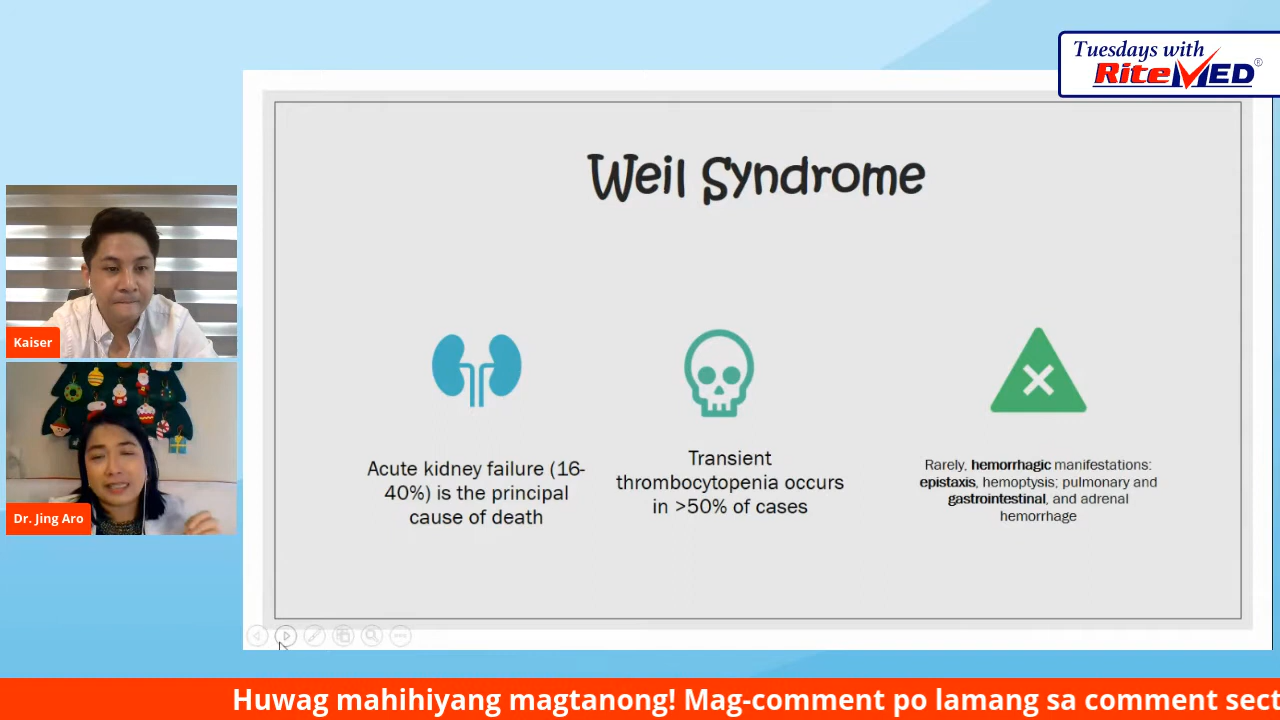 Tuesdays with
RiteMED®
Weil Syndrome
Acute kidney failure (16-
40%) is the principal
cause of death
Transient
thrombocytopenia occurs
in >50% of cases
Rarely, hemorrhagic manifestations:
epistaxis, hemoptysis; pulmonary and
gastrointestinal, and adrenal
hemorrhage
Kaiser
Dr. Jing Aro
Huwag mahihiyang magtanong! Mag-comment po lamang sa comment sect